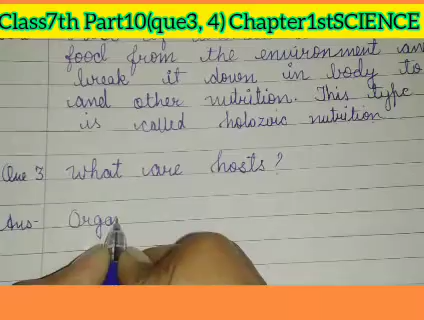 Class7th Part10(que3, 4) Chapter1stSCIENCE
food from the environment an
break it down in body to
and other nutrition. This type
is called holozoic nutrition
Que 3 What are hosts?
Ans- Orga